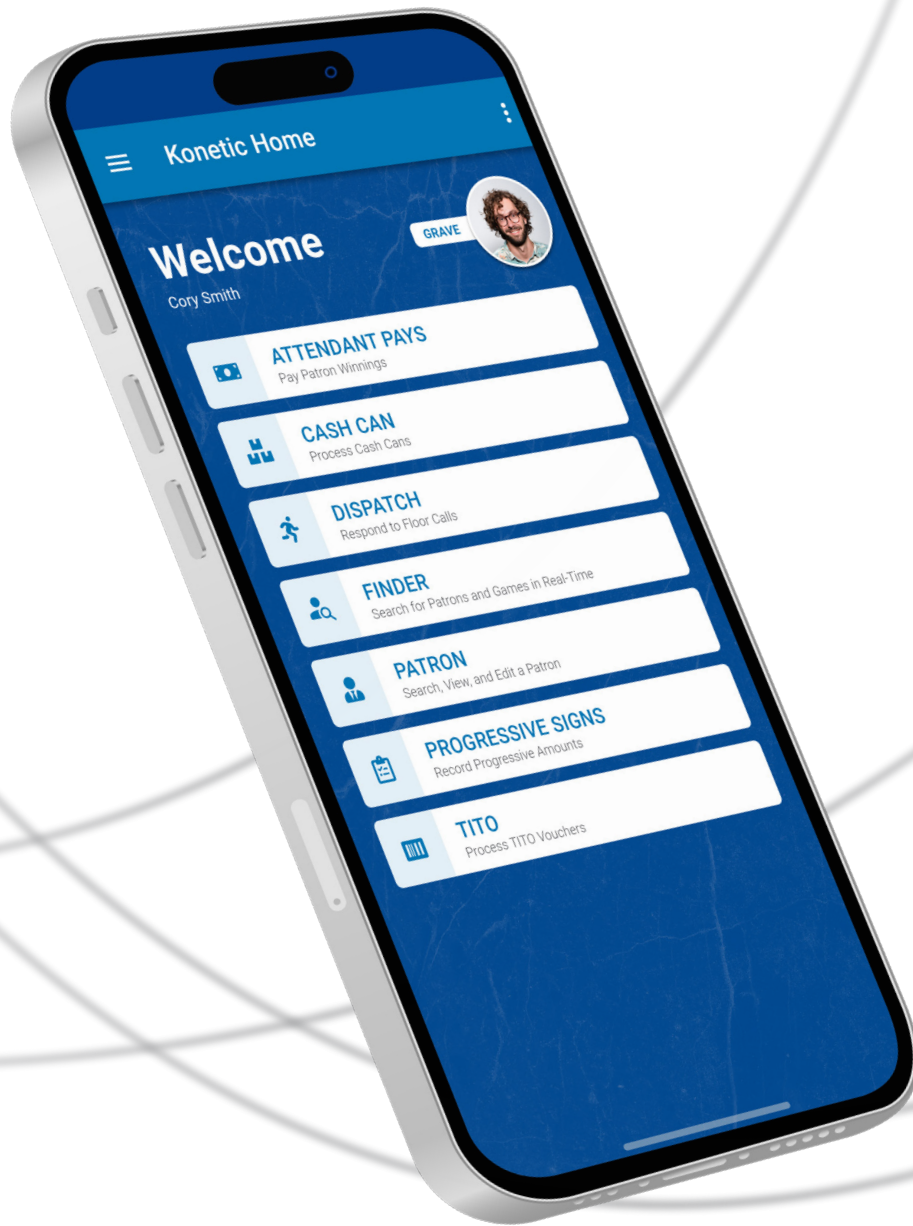 Konetic Home
Welcome
GRAVE
Cory Smith
ATTENDANT PAYS
Pay Patron Winnings
CASH CAN
Process Cash Cans
DISPATCH
Respond to Floor Calls
FINDER
Search for Patrons and Games in Real-Time
PATRON
Search, View, and Edit a Patron
PROGRESSIVE SIGNS
Record Progressive Amounts
TITO
Process TITO Vouchers